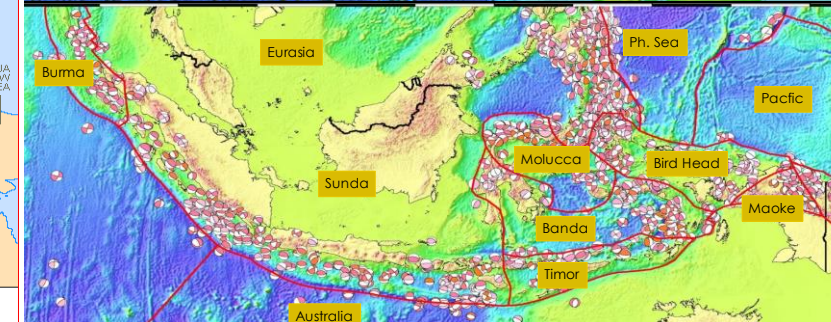 Ph. Sea
Eurasia
Burma
Pacfic
Molucca
Bird Head
Sunda
Maoke
Banda
Timor
Australia